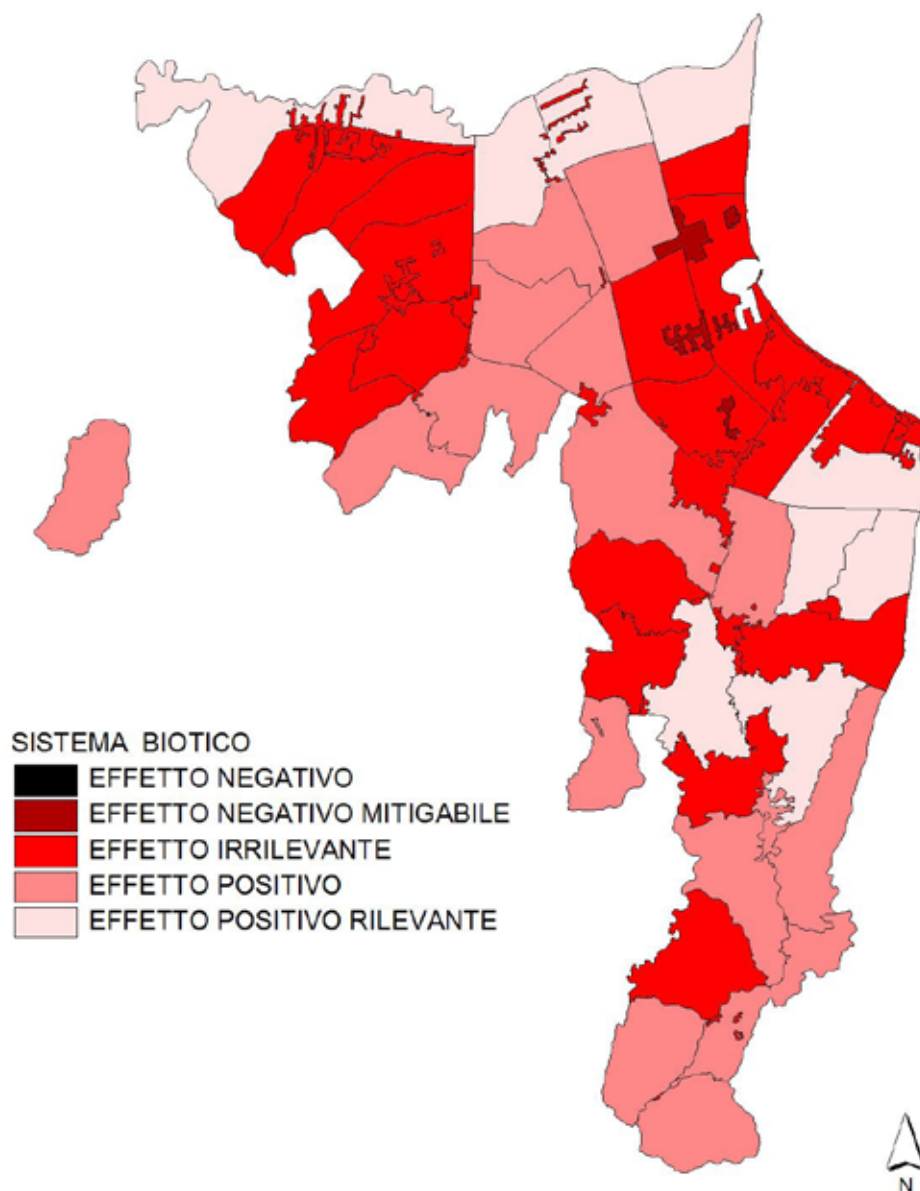 SISTEMA BIOTICO
EFFETTO NEGATIVO
EFFETTO NEGATIVO MITIGABILE
EFFETTO IRRILEVANTE
EFFETTO POSITIVO
EFFETTO POSITIVO RILEVANTE
N